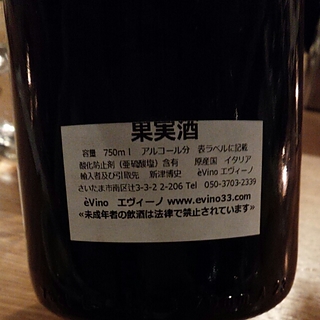 果実酒
容量 750ml アルコール分 表ラベルに記載
酸化防止剤（亜硫酸塩）含有 原産国 イタリア
輸入者及び引取先 新津博史 èVino エヴィーノ
さいたま市南区辻3-3-2 2-206 Tel 050-3703-2339
èVino エヴィーノ www.evino33.com
«未成年者の飲酒は法律で禁止されています»